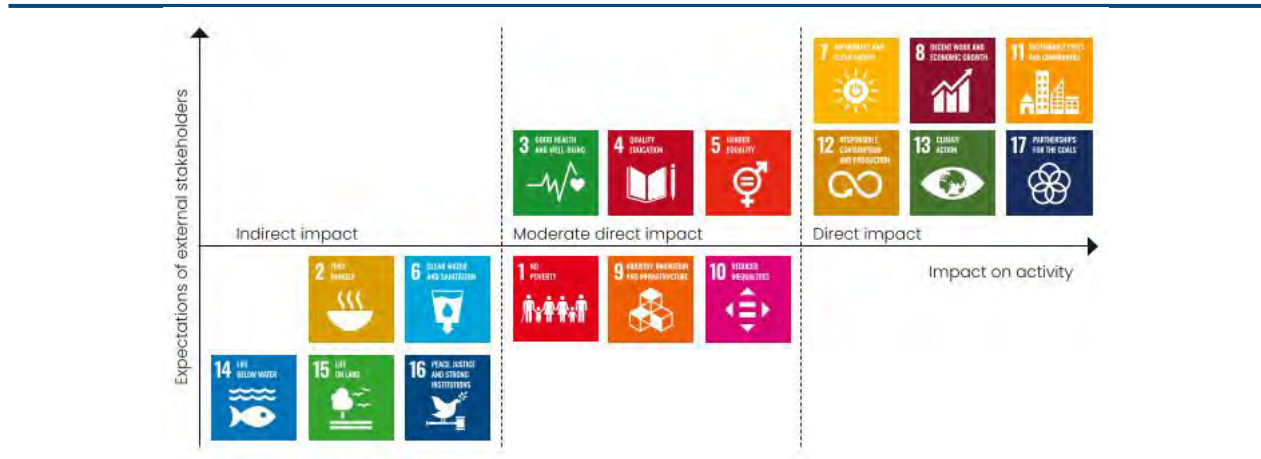 Expectations of external stakeholders
7 AFFORDABLE AND
CLEAN ENERGY
8 DECENT WORK AND
ECONOMIC GROWTH
11 SUSTAINABLE CITIES
AND COMMUNITIES
3 GOOD HEALTH
AND WELL-BEING
4 QUALITY
EDUCATION
5 GENDER
EQUALITY
12 RESPONSIBLE
CONSUMPTION
AND PRODUCTION
13 CLIMATE
ACTION
17 PARTNERSHIPS
FOR THE GOALS
Indirect impact
Moderate direct impact
Direct impact
Impact on activity
2 ZERO
HUNGER
6 CLEAN WATER
AND SANITATION
1 NO
POVERTY
9 INDUSTRY, INNOVATION
AND INFRASTRUCTURE
10 REDUCED
INEQUALITIES
14 LIFE
BELOW WATER
15 LIFE
ON LAND
16 PEACE, JUSTICE
AND STRONG
INSTITUTIONS